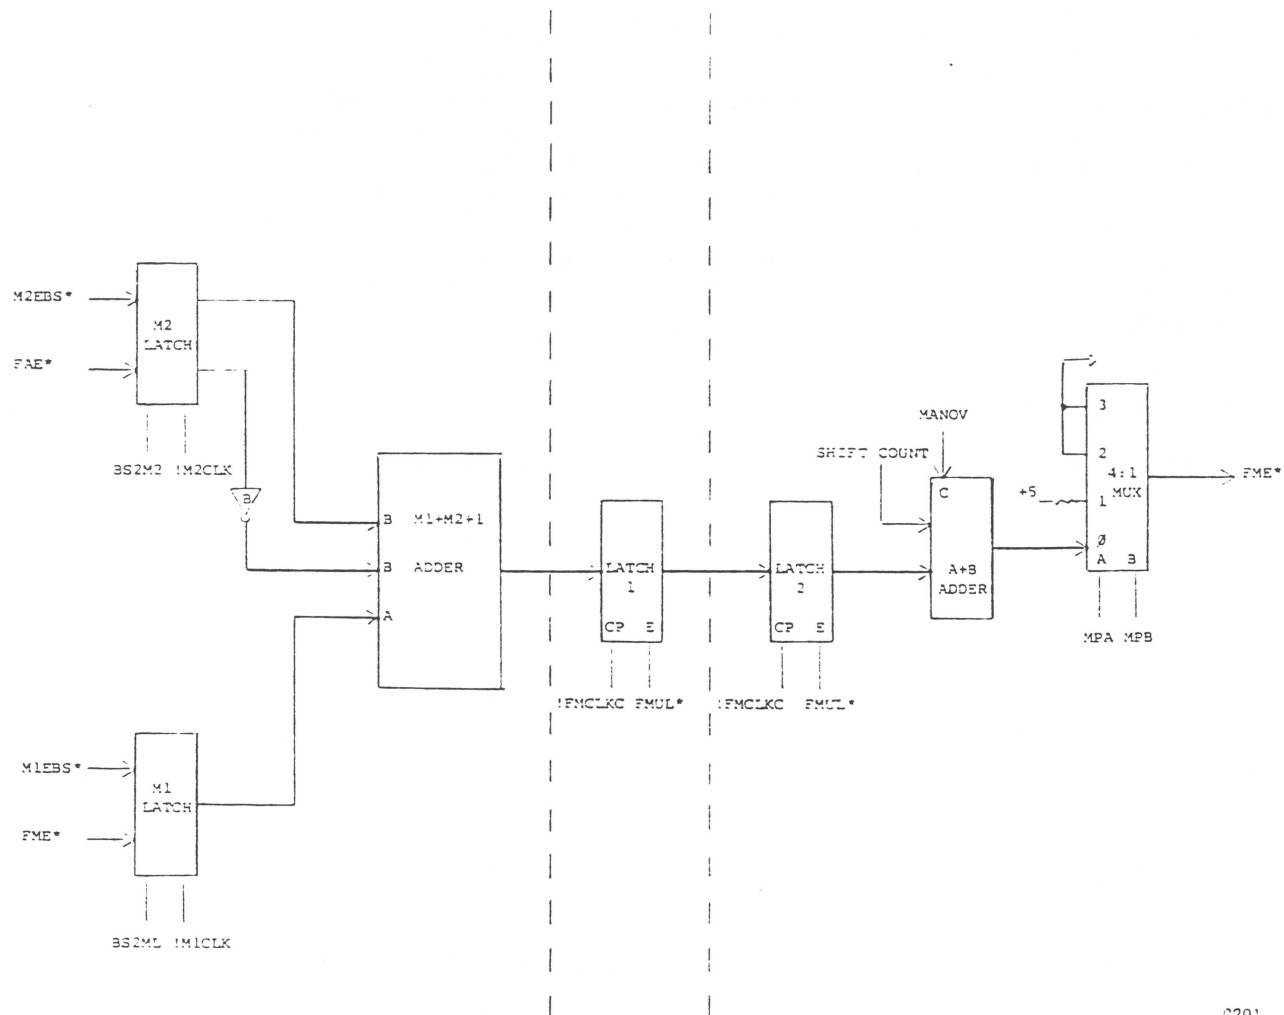 M2EBS*
M2
LATCH
FAE*
BS2M2 !M2CLK
B
B M1+M2+1
B ADDER
A
M1EBS*
M1
LATCH
FME*
BS2M1 !M1CLK
LATCH
1
CP E
!FMCLKC FMUL*
LATCH
2
CP E
!FMCLKC FMUL*
MANOV
SHIFT COUNT
C
A+B
ADDER
3
2
4:1
MUX
+5
1
Ø
A B
MPA MPB
FME*